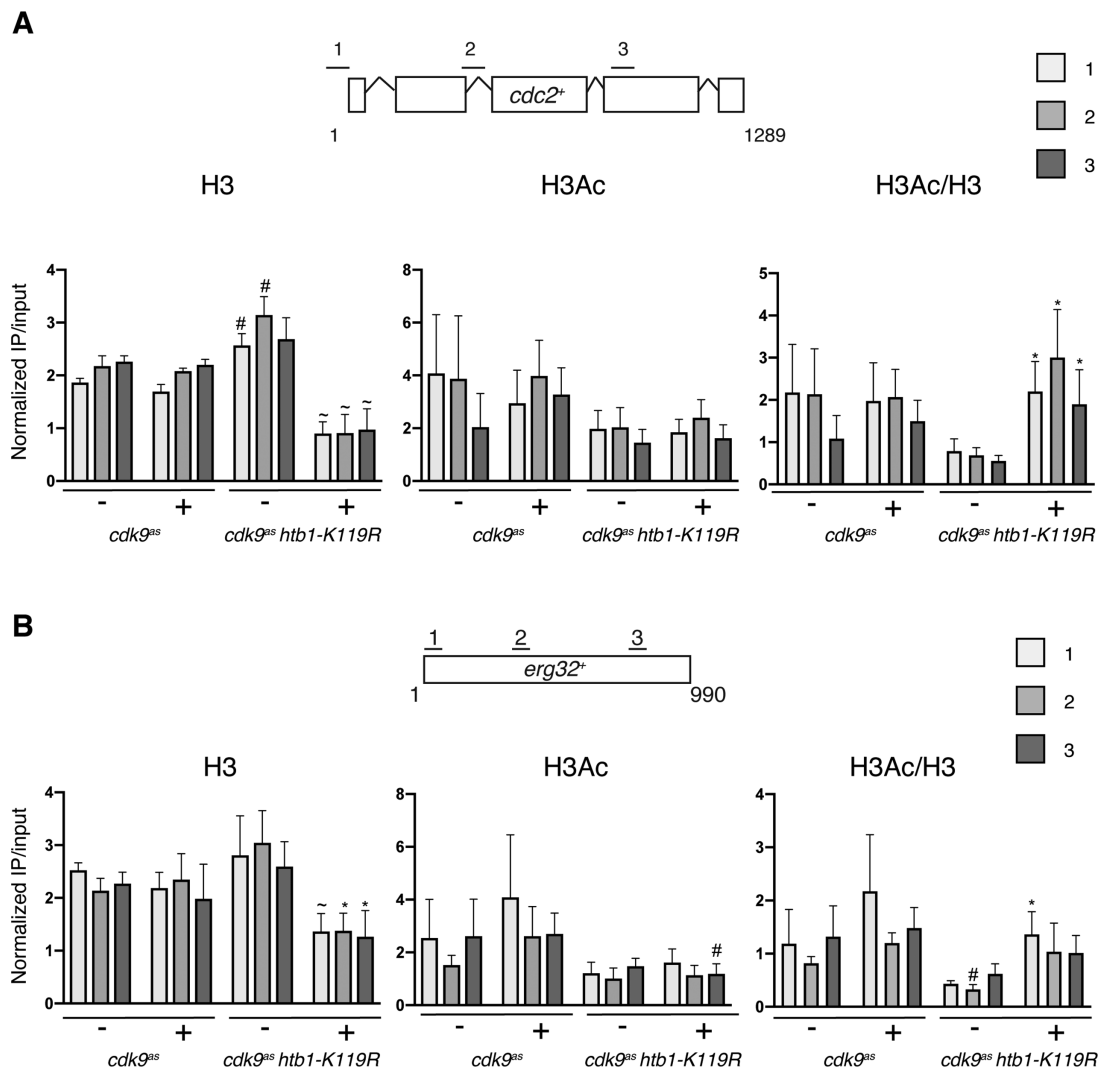 A
1 2 3
cdc2+
1 1289
1
2
3
H3 H3Ac H3Ac/H3
Normalized IP/input
4
3
2
1
0
# #
~ ~ ~
- + - +
cdk9as cdk9as htb1-K119R
8
6
4
2
0
- + - +
cdk9as cdk9as htb1-K119R
5
4
3
2
1
0
* * *
- + - +
cdk9as cdk9as htb1-K119R
B
1 2 3
erg32+
1 990
1
2
3
H3 H3Ac H3Ac/H3
Normalized IP/input
4
3
2
1
0
~ * *
- + - +
cdk9as cdk9as htb1-K119R
8
6
4
2
0
#
- + - +
cdk9as cdk9as htb1-K119R
4
3
2
1
0
# *
- + - +
cdk9as cdk9as htb1-K119R